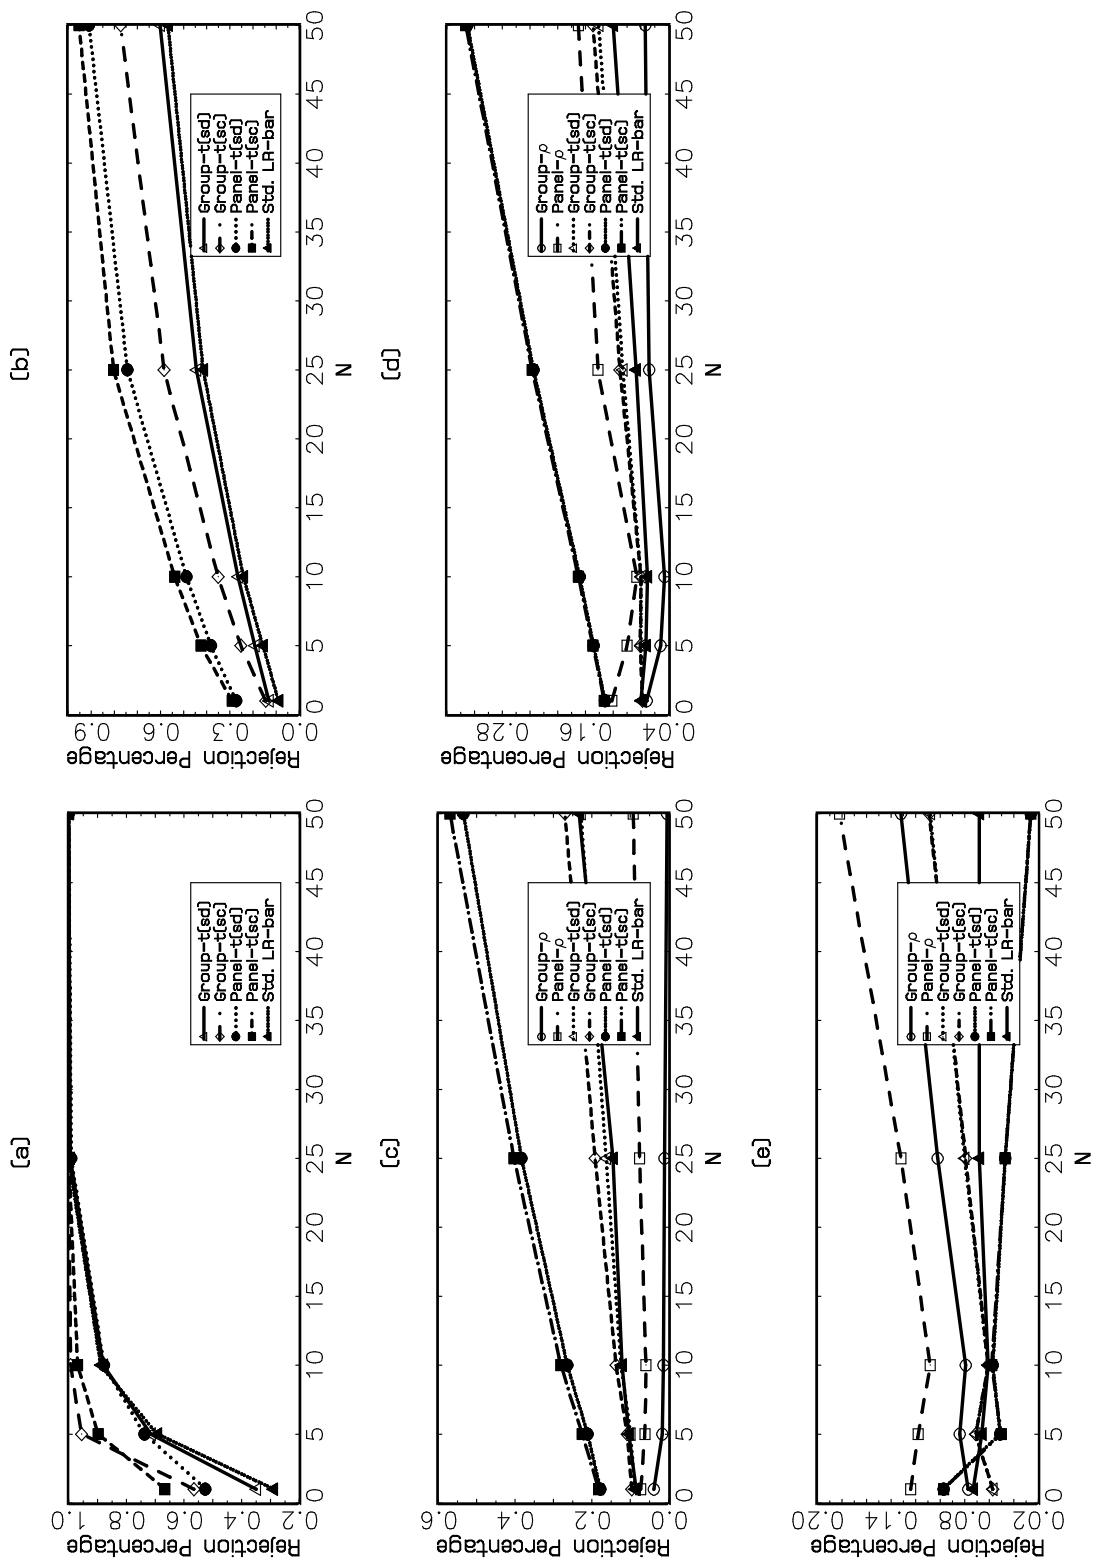 (a)
Rejection Percentage
1.0
0.8
0.6
0.4
0.2
Group-t(sd)
Group-t(sc)
Panel-t(sd)
Panel-t(sc)
Std. LR-bar
0 5 10 15 20 25 30 35 40 45 50
N
(b)
Rejection Percentage
0.9
0.6
0.3
0.0
Group-t(sd)
Group-t(sc)
Panel-t(sd)
Panel-t(sc)
Std. LR-bar
0 5 10 15 20 25 30 35 40 45 50
N
(c)
Rejection Percentage
0.6
0.4
0.2
0.0
Group-ρ
Panel-ρ
Group-t(sd)
Group-t(sc)
Panel-t(sd)
Panel-t(sc)
Std. LR-bar
0 5 10 15 20 25 30 35 40 45 50
N
(d)
Rejection Percentage
0.28
0.16
0.04
Group-ρ
Panel-ρ
Group-t(sd)
Group-t(sc)
Panel-t(sd)
Panel-t(sc)
Std. LR-bar
0 5 10 15 20 25 30 35 40 45 50
N
(e)
Rejection Percentage
0.20
0.14
0.08
0.02
Group-ρ
Panel-ρ
Group-t(sd)
Group-t(sc)
Panel-t(sd)
Panel-t(sc)
Std. LR-bar
0 5 10 15 20 25 30 35 40 45 50
N